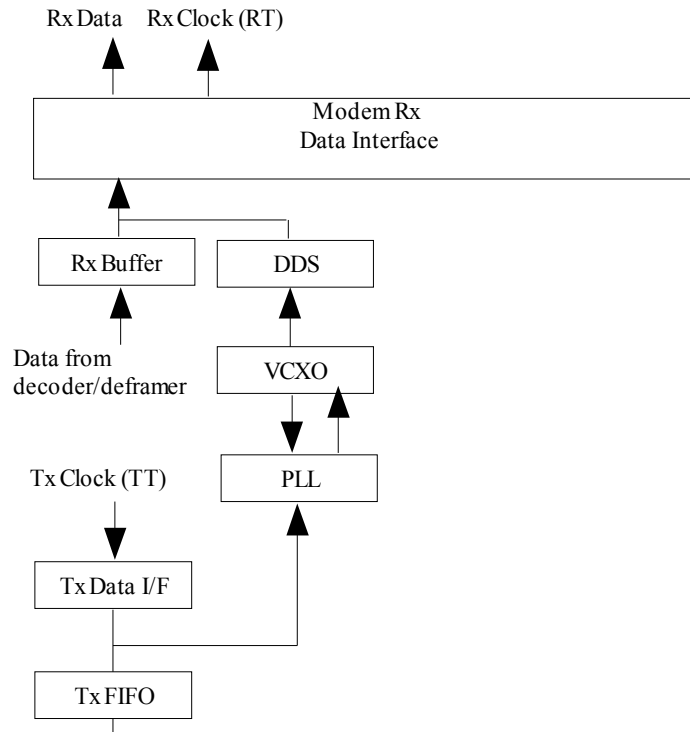 Rx Data
Rx Clock (RT)
Modem Rx
Data Interface
Rx Buffer
DDS
Data from
decoder/deframer
VCXO
Tx Clock (TT)
PLL
Tx Data I/F
Tx FIFO